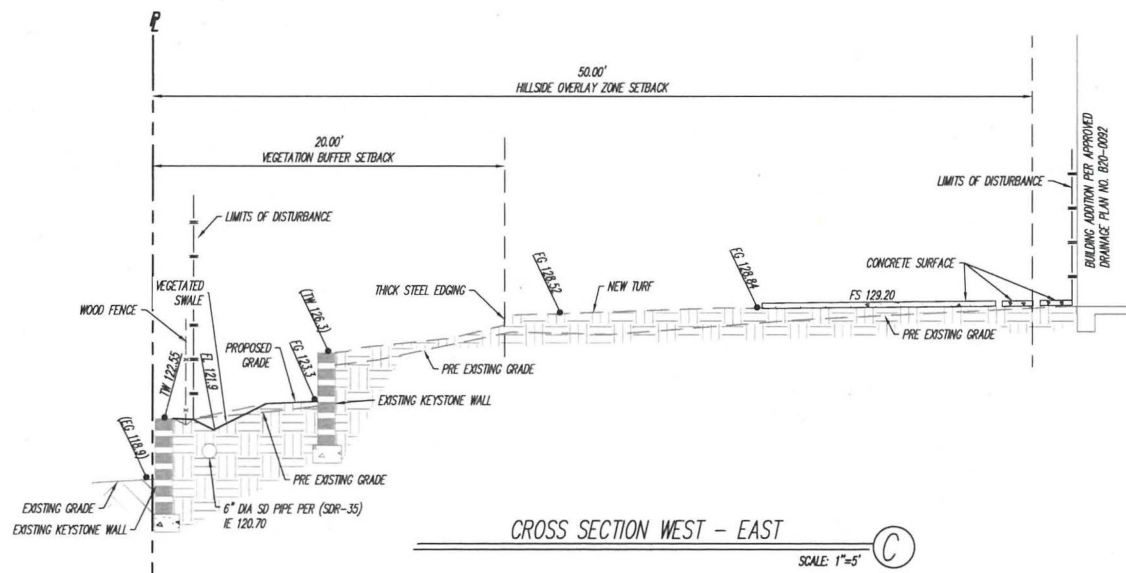 PL
50.00'
HILLSIDE OVERLAY ZONE SETBACK
20.00'
VEGETATION BUFFER SETBACK
LIMITS OF DISTURBANCE
BUILDING ADDITION PER APPROVED
DRAINAGE PLAN NO. B20-0092
LIMITS OF DISTURBANCE
VEGETATED
SWALE
WOOD FENCE
THICK STEEL EDGING
FG 128.52
NEW TURF
FG 128.84
CONCRETE SURFACE
FS 129.20
TW 122.55
FL 121.9
PROPOSED
GRADE
(TW 126.3)
FG 123.3
PRE EXISTING GRADE
PRE EXISTING GRADE
EXISTING KEYSTONE WALL
(EG 118.9)
PRE EXISTING GRADE
EXISTING GRADE
EXISTING KEYSTONE WALL
6" DIA SD PIPE PER (SDR-35)
IE 120.70
CROSS SECTION WEST - EAST
C
SCALE: 1"=5'